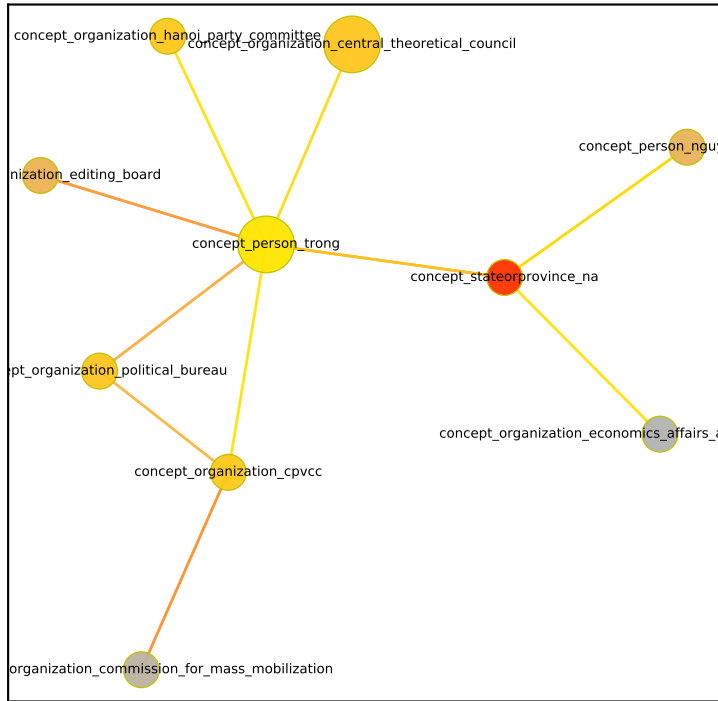 concept_organization_hanoi_party_committee
concept_organization_central_theoretical_council
concept_person_nguy
nization_editing_board
concept_person_trong
concept_stateorprovince_na
ept_organization_political_bureau
concept_organization_economics_affairs_a
concept_organization_cpvcc
organization_commission_for_mass_mobilization